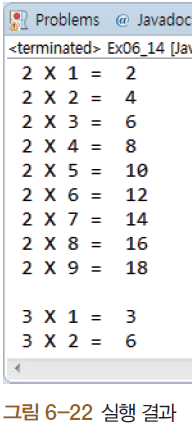 Problems @ Javadoc
<terminated> Ex06_14 [Jav
2 X 1 = 2
2 X 2 = 4
2 X 3 = 6
2 X 4 = 8
2 X 5 = 10
2 X 6 = 12
2 X 7 = 14
2 X 8 = 16
2 X 9 = 18
3 X 1 = 3
3 X 2 = 6
그림 6-22 실행 결과